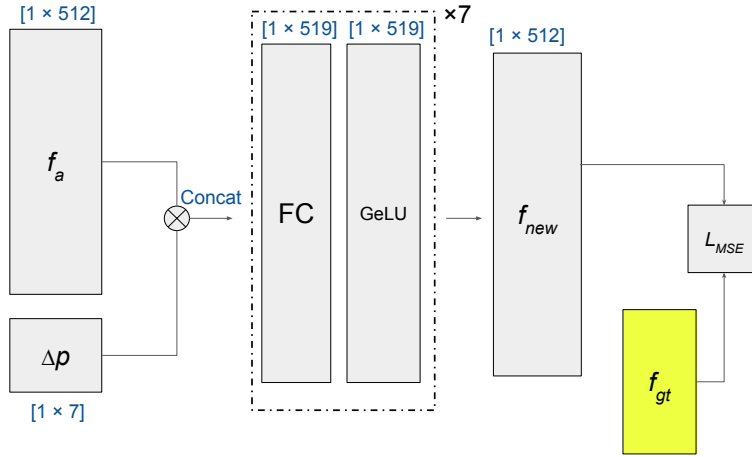 [1 × 512]
f_a
Δp
[1 × 7]
Concat
[1 × 519] [1 × 519]
×7
FC
GeLU
[1 × 512]
f_new
L_MSE
f_gt